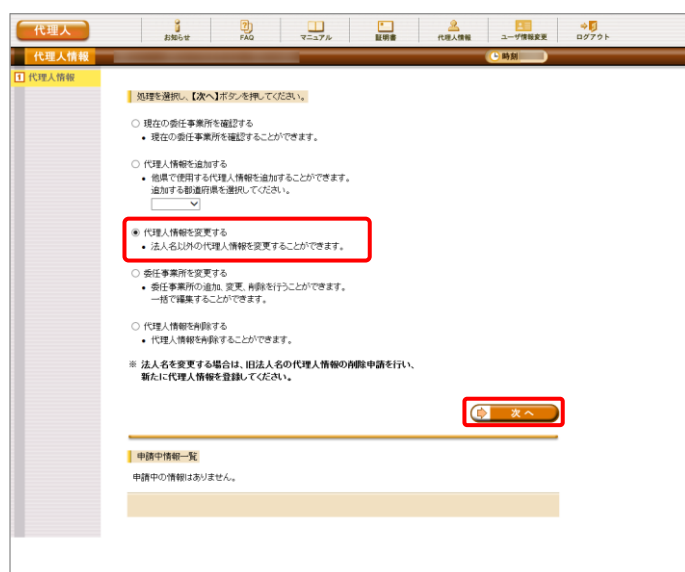 代理人
お知らせ
FAQ
マニュアル
証明書
代理人情報
ユーザ情報変更
ログアウト
代理人情報
時刻
1 代理人情報
処理を選択し、【次へ】ボタンを押してください。
現在の委任事業所を確認する
• 現在の委任事業所を確認することができます。
代理人情報を追加する
• 他県で使用する代理人情報を追加することができます。
追加する都道府県を選択してください。
代理人情報を変更する
• 法人名以外の代理人情報を変更することができます。
委任事業所を変更する
• 委任事業所の追加、変更、削除を行うことができます。
一括で編集することができます。
代理人情報を削除する
• 代理人情報を削除することができます。
※ 法人名を変更する場合は、旧法人名の代理人情報の削除申請を行い、
新たに代理人情報を登録してください。
次へ
申請中情報一覧
申請中の情報はありません。